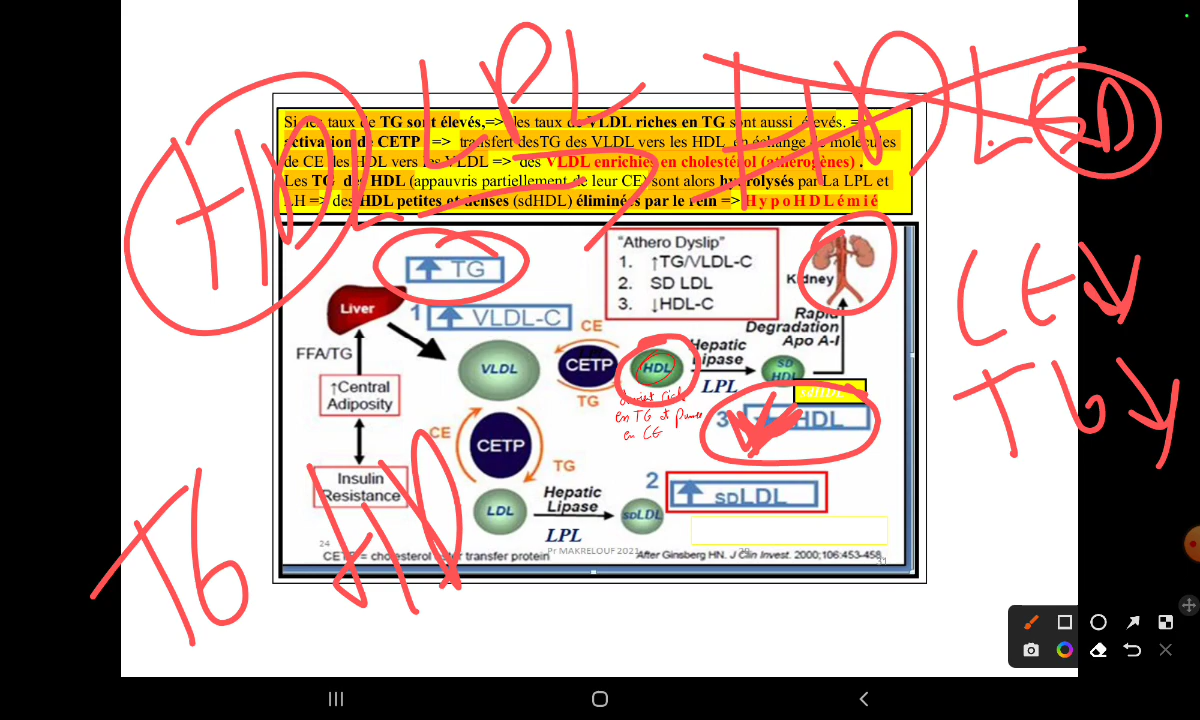 Si les taux de TG sont élevés,=> des taux de VLDL riches en TG sont aussi élevés. =>
activation de CETP => transfert desTG des VLDL vers les HDL en échange de molécules
de CE des HDL vers les VLDL => des VLDL enrichies en cholestérol (athérogènes) .
Les TG des HDL (appauvris partiellement de leur CE) sont alors hydrolysés par La LPL et
LH => des HDL petites et denses (sdHDL) éliminées par le rein => HypoHDLémié
HDL
LPL
HDL
SD
CE
TG
TG
HD
TG
"Athero Dyslip"
1. ↑TG/VLDL-C
2. SD LDL
3. ↓HDL-C
Kidney
Liver
1
VLDL-C
CE
Rapid
Degradation
Apo A-I
FFA/TG
VLDL
CETP
HDL
Hepatic
Lipase
LPL
SD
HDL
TG
sdHDL
↑Central
Adiposity
en TG et
en CE
3
HDL
CE
CETP
TG
Insulin
Resistance
2
SDLDL
LDL
Hepatic
Lipase
LPL
SDLDL
24
CETP = cholesterol ester transfer protein
Pr MAKRELOUF 2021
After Ginsberg HN. J Clin Invest. 2000;106:453-458.
31